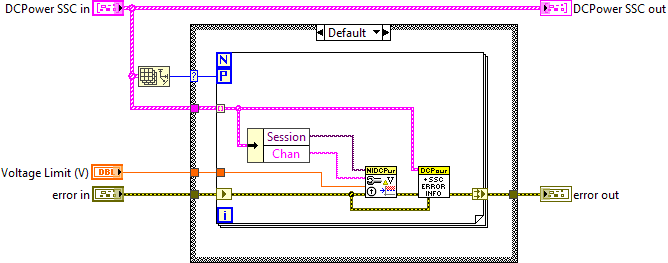 DCPower SSC in
DCPower SSC out
Default
N
P
?
Session
Chan
Voltage Limit (V)
DBL
NIDCPwr
V
DCPower
+SSC
ERROR
INFO
error in
error out
i